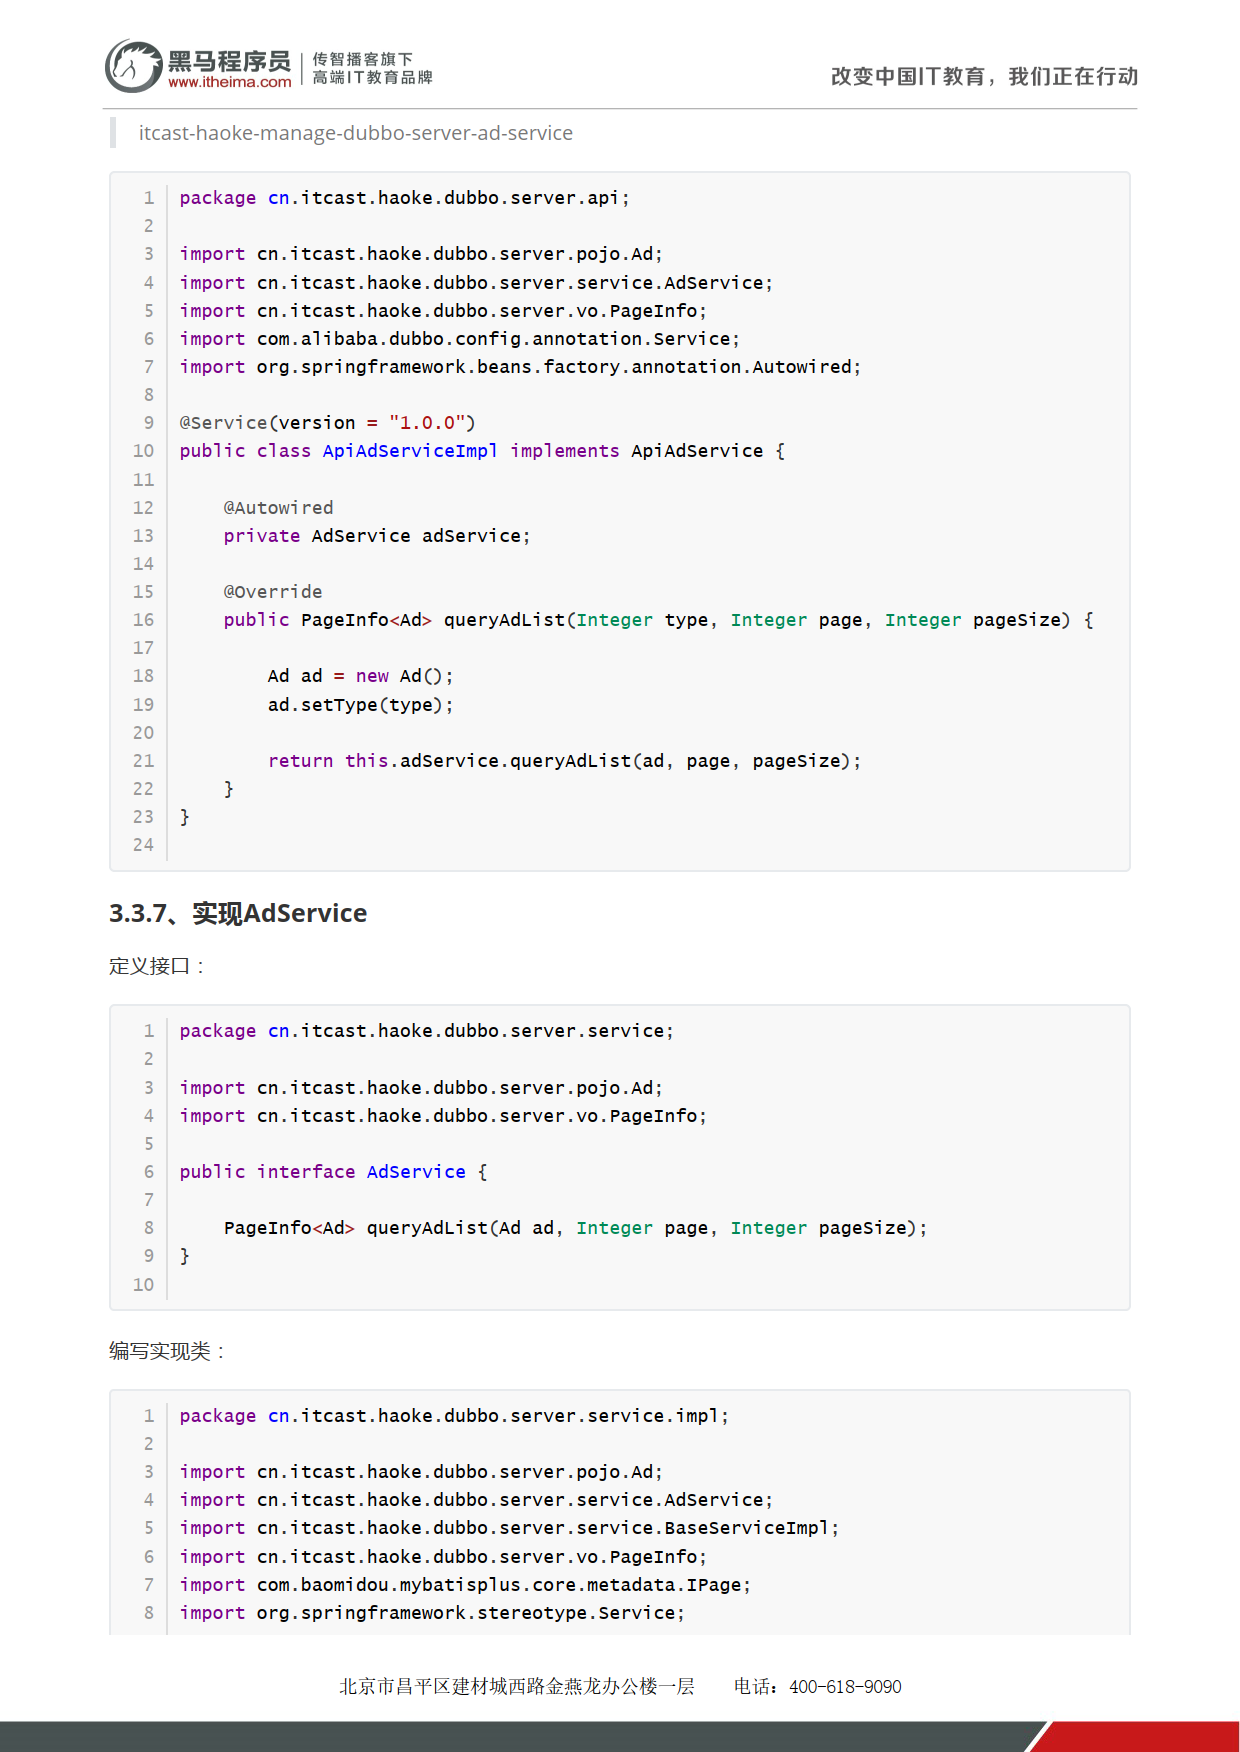 黑马程序员
www.itheima.com
传智播客旗下
高端IT教育品牌
改变中国IT教育，我们正在行动
itcast-haoke-manage-dubbo-server-ad-service
1 package cn.itcast.haoke.dubbo.server.api;
2
3 import cn.itcast.haoke.dubbo.server.pojo.Ad;
4 import cn.itcast.haoke.dubbo.server.service.AdService;
5 import cn.itcast.haoke.dubbo.server.vo.PageInfo;
6 import com.alibaba.dubbo.config.annotation.Service;
7 import org.springframework.beans.factory.annotation.Autowired;
8
9 @Service(version = "1.0.0")
10 public class ApiAdServiceImpl implements ApiAdService {
11
12     @Autowired
13     private AdService adService;
14
15     @Override
16     public PageInfo<Ad> queryAdList(Integer type, Integer page, Integer pageSize) {
17
18         Ad ad = new Ad();
19         ad.setType(type);
20
21         return this.adService.queryAdList(ad, page, pageSize);
22     }
23 }
24
3.3.7、实现AdService
定义接口：
1 package cn.itcast.haoke.dubbo.server.service;
2
3 import cn.itcast.haoke.dubbo.server.pojo.Ad;
4 import cn.itcast.haoke.dubbo.server.vo.PageInfo;
5
6 public interface AdService {
7
8     PageInfo<Ad> queryAdList(Ad ad, Integer page, Integer pageSize);
9 }
10
编写实现类：
1 package cn.itcast.haoke.dubbo.server.service.impl;
2
3 import cn.itcast.haoke.dubbo.server.pojo.Ad;
4 import cn.itcast.haoke.dubbo.server.service.AdService;
5 import cn.itcast.haoke.dubbo.server.service.BaseServiceImpl;
6 import cn.itcast.haoke.dubbo.server.vo.PageInfo;
7 import com.baomidou.mybatisplus.core.metadata.IPage;
8 import org.springframework.stereotype.Service;
北京市昌平区建材城西路金燕龙办公楼一层 电话：400-618-9090